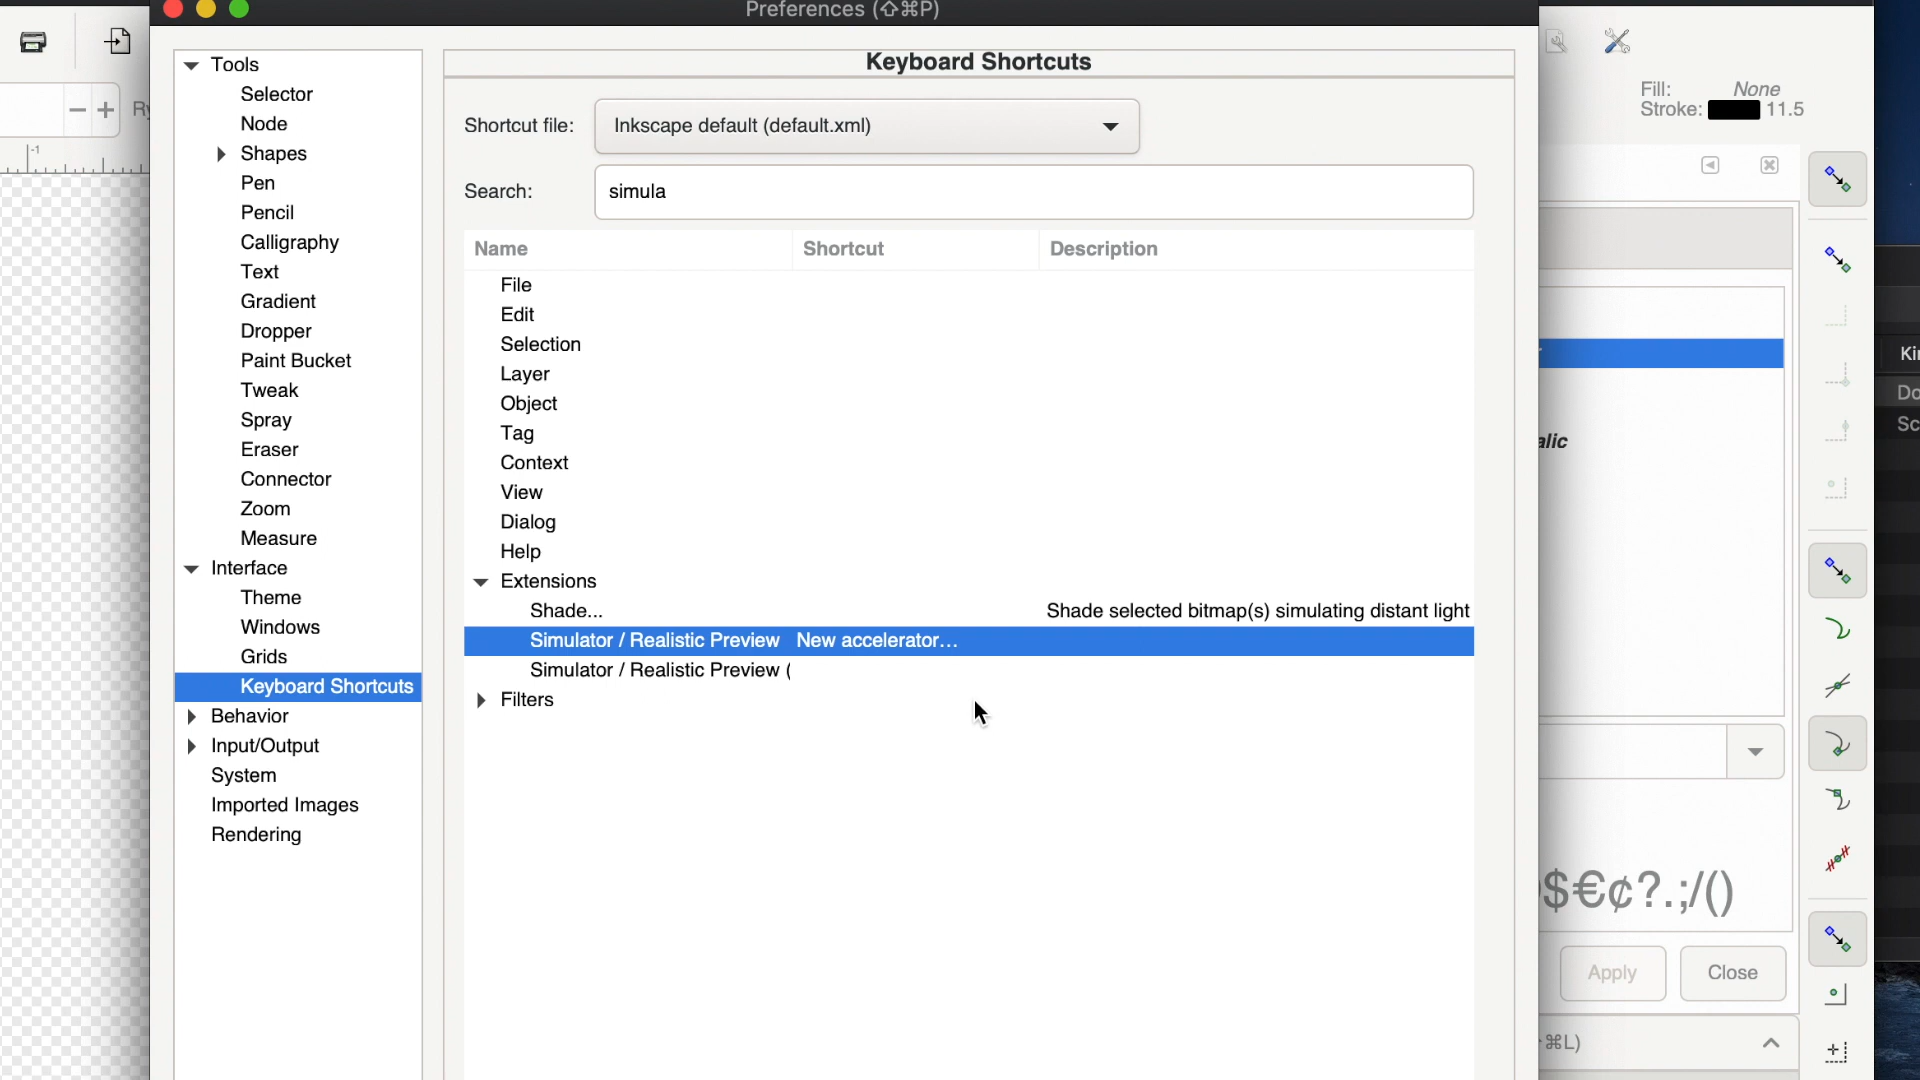 Preferences (⇧⌘P)
Tools
Selector
Node
Shapes
Pen
Pencil
Calligraphy
Text
Gradient
Dropper
Paint Bucket
Tweak
Spray
Eraser
Connector
Zoom
Measure
Interface
Theme
Windows
Grids
Keyboard Shortcuts
Behavior
Input/Output
System
Imported Images
Rendering
Keyboard Shortcuts
Shortcut file: Inkscape default (default.xml)
Search: simula
Name Shortcut Description
File
Edit
Selection
Layer
Object
Tag
Context
View
Dialog
Help
Extensions
Shade... Shade selected bitmap(s) simulating distant light
Simulator / Realistic Preview New accelerator...
Simulator / Realistic Preview (
Filters
-1
Fill: None
Stroke: 11.5
$€¢?.;/()
Apply Close
⌘L)